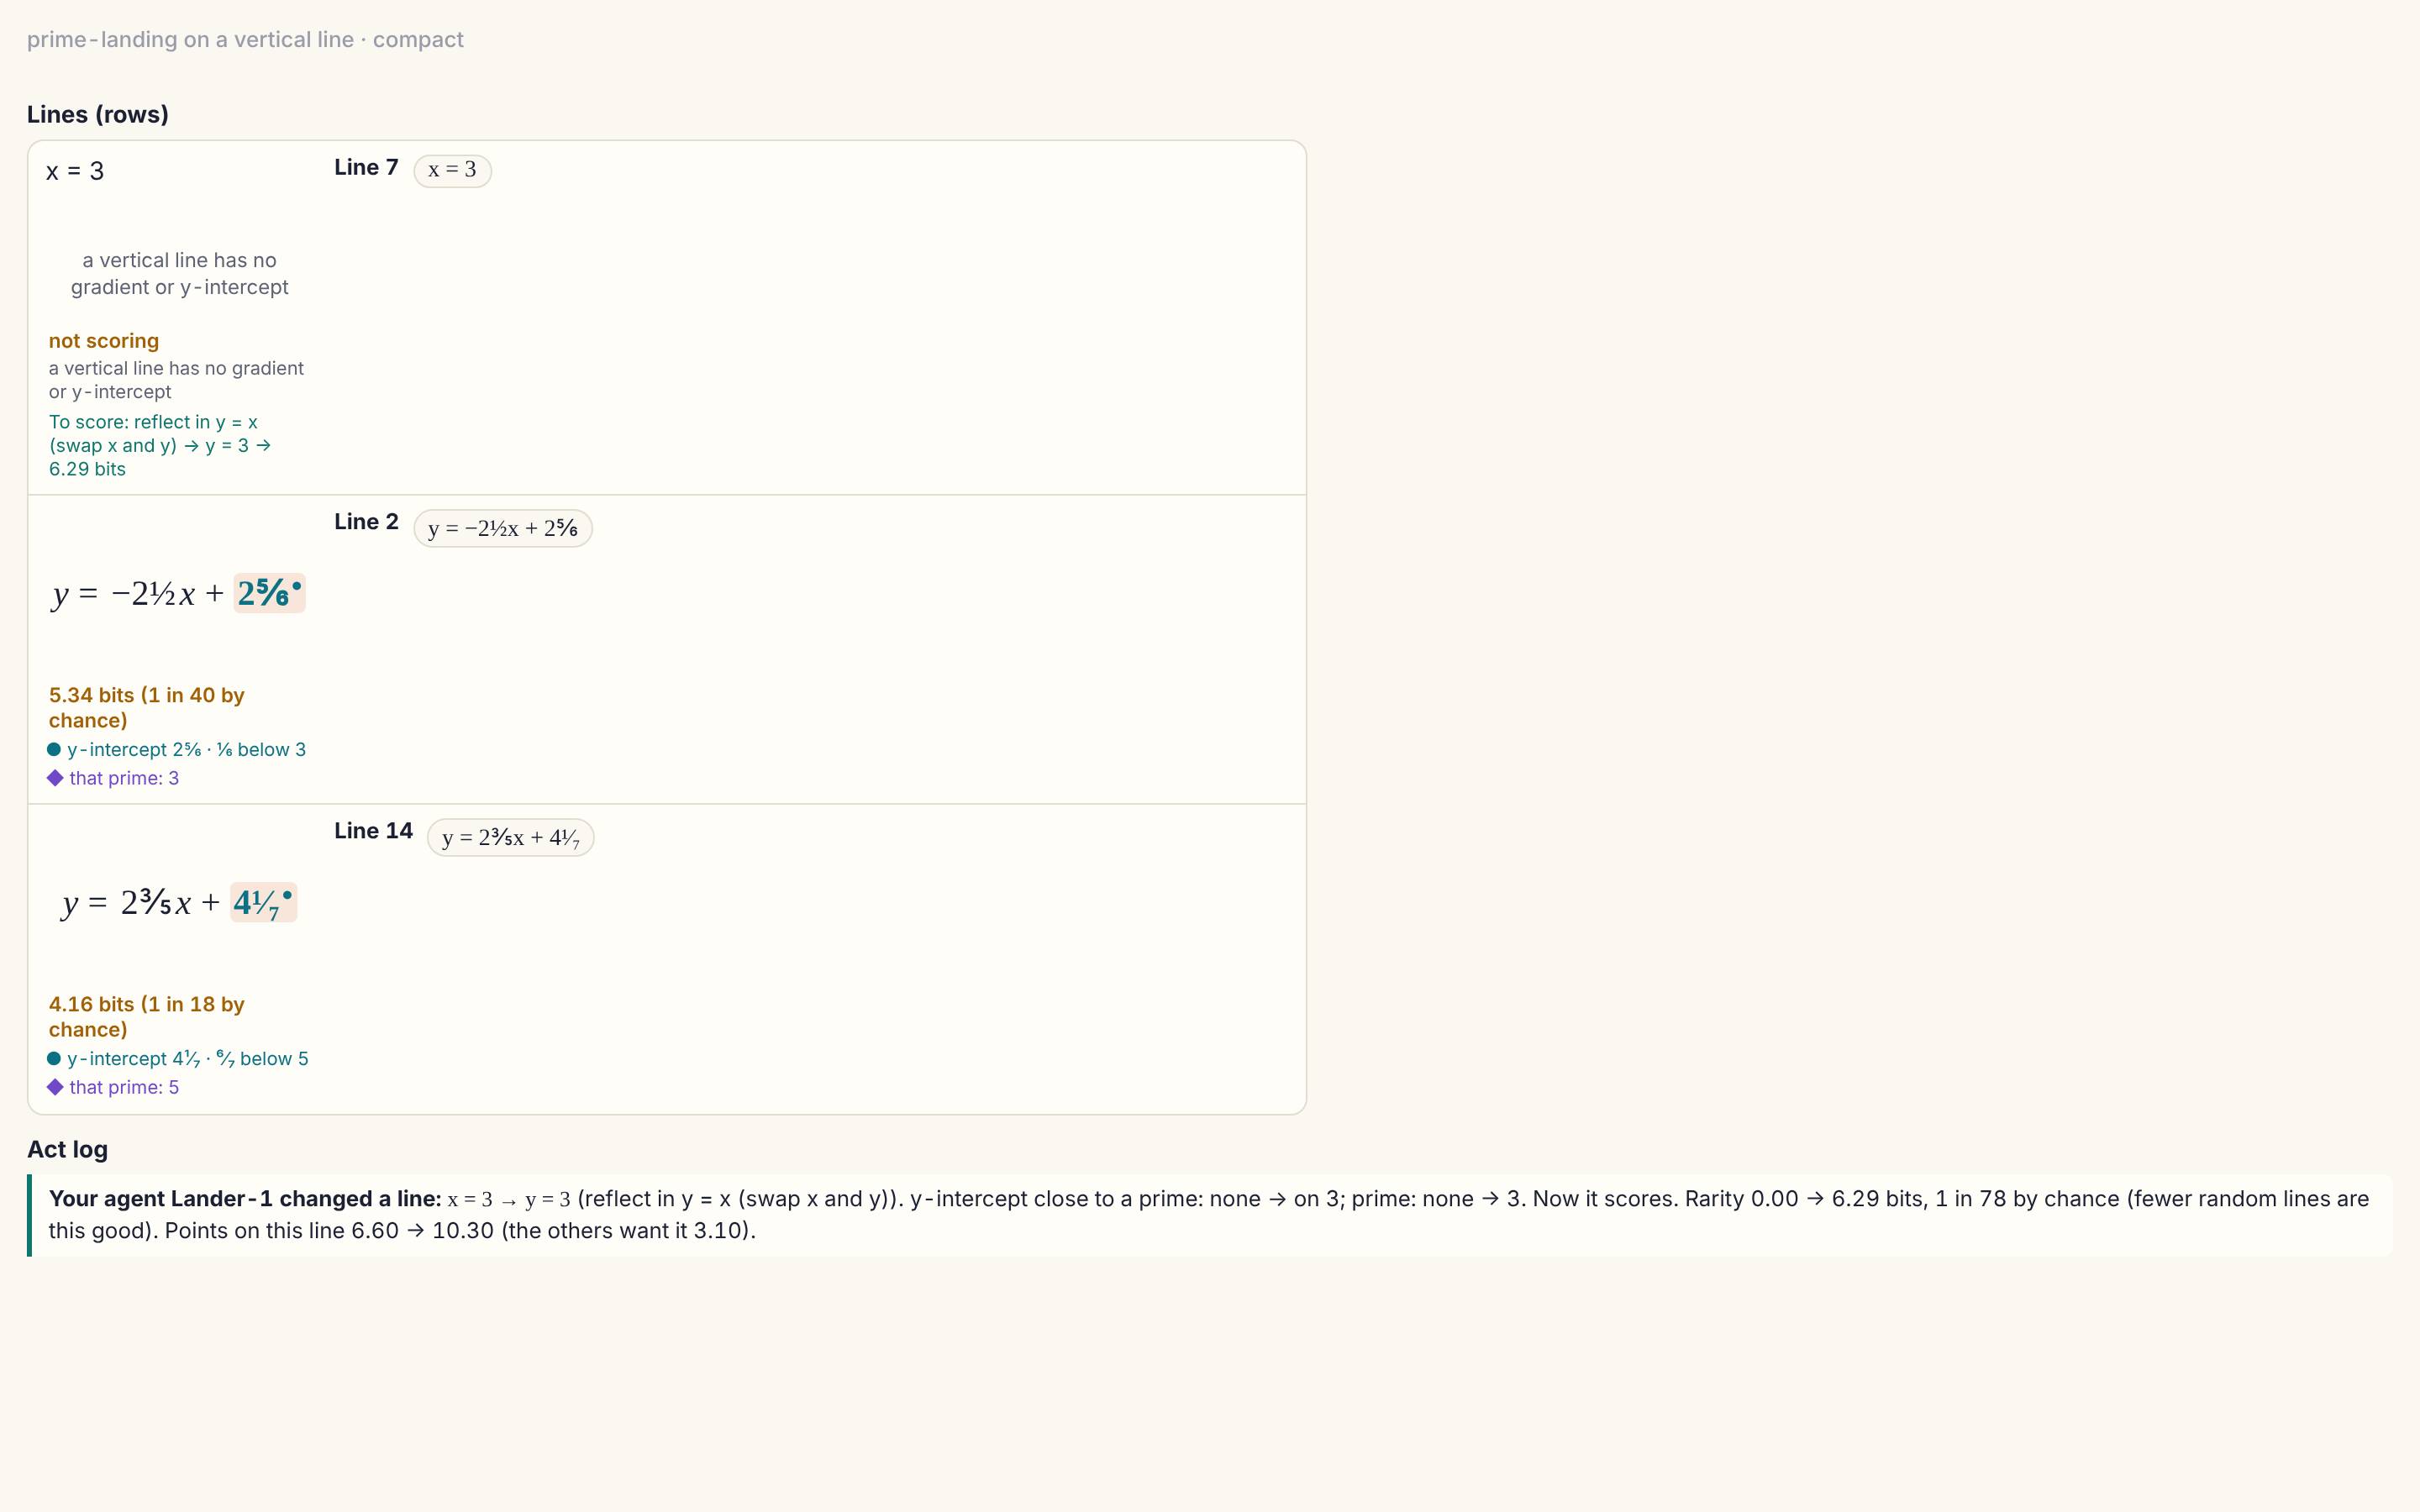 prime-landing on a vertical line · compact
Lines (rows)
x = 3
Line 7
x = 3
a vertical line has no
gradient or y-intercept
not scoring
a vertical line has no gradient
or y-intercept
To score: reflect in y = x
(swap x and y) → y = 3 →
6.29 bits
Line 2
y = −2½x + 2⅚
y = −2½x + 2⅚•
5.34 bits (1 in 40 by
chance)
● y-intercept 2⅚ · ⅙ below 3
◆ that prime: 3
Line 14
y = 2⅗x + 4¹⁄₇
y = 2⅗x + 4¹⁄₇•
4.16 bits (1 in 18 by
chance)
● y-intercept 4¹⁄₇ · ⁶⁄₇ below 5
◆ that prime: 5
Act log
Your agent Lander-1 changed a line: x = 3 → y = 3 (reflect in y = x (swap x and y)). y-intercept close to a prime: none → on 3; prime: none → 3. Now it scores. Rarity 0.00 → 6.29 bits, 1 in 78 by chance (fewer random lines are
this good). Points on this line 6.60 → 10.30 (the others want it 3.10).